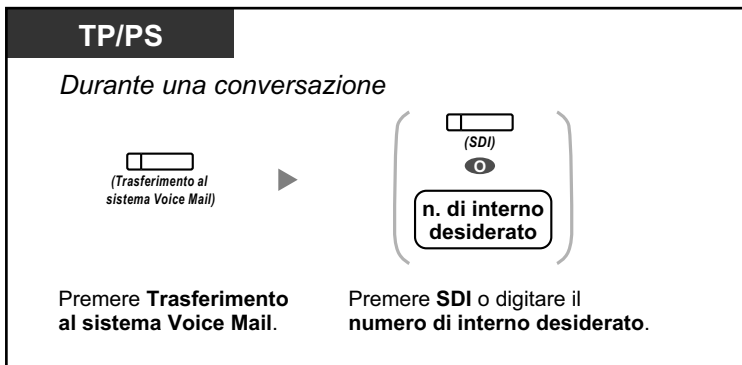 TP/PS
Durante una conversazione
(Trasferimento al
sistema Voice Mail)
(SDI)
O
n. di interno
desiderato
Premere Trasferimento
al sistema Voice Mail.
Premere SDI o digitare il
numero di interno desiderato.